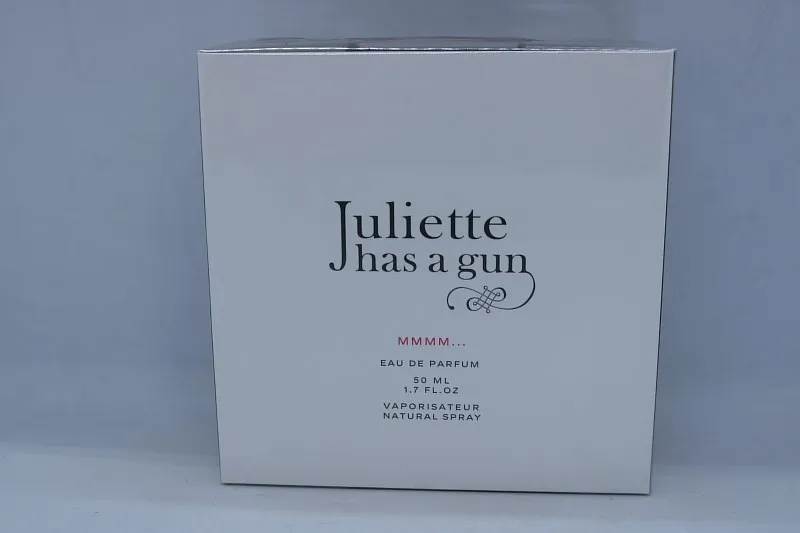 Juliette
has a gun
MMMM...
EAU DE PARFUM
50 ML
1.7 FL.OZ
VAPORISATEUR
NATURAL SPRAY